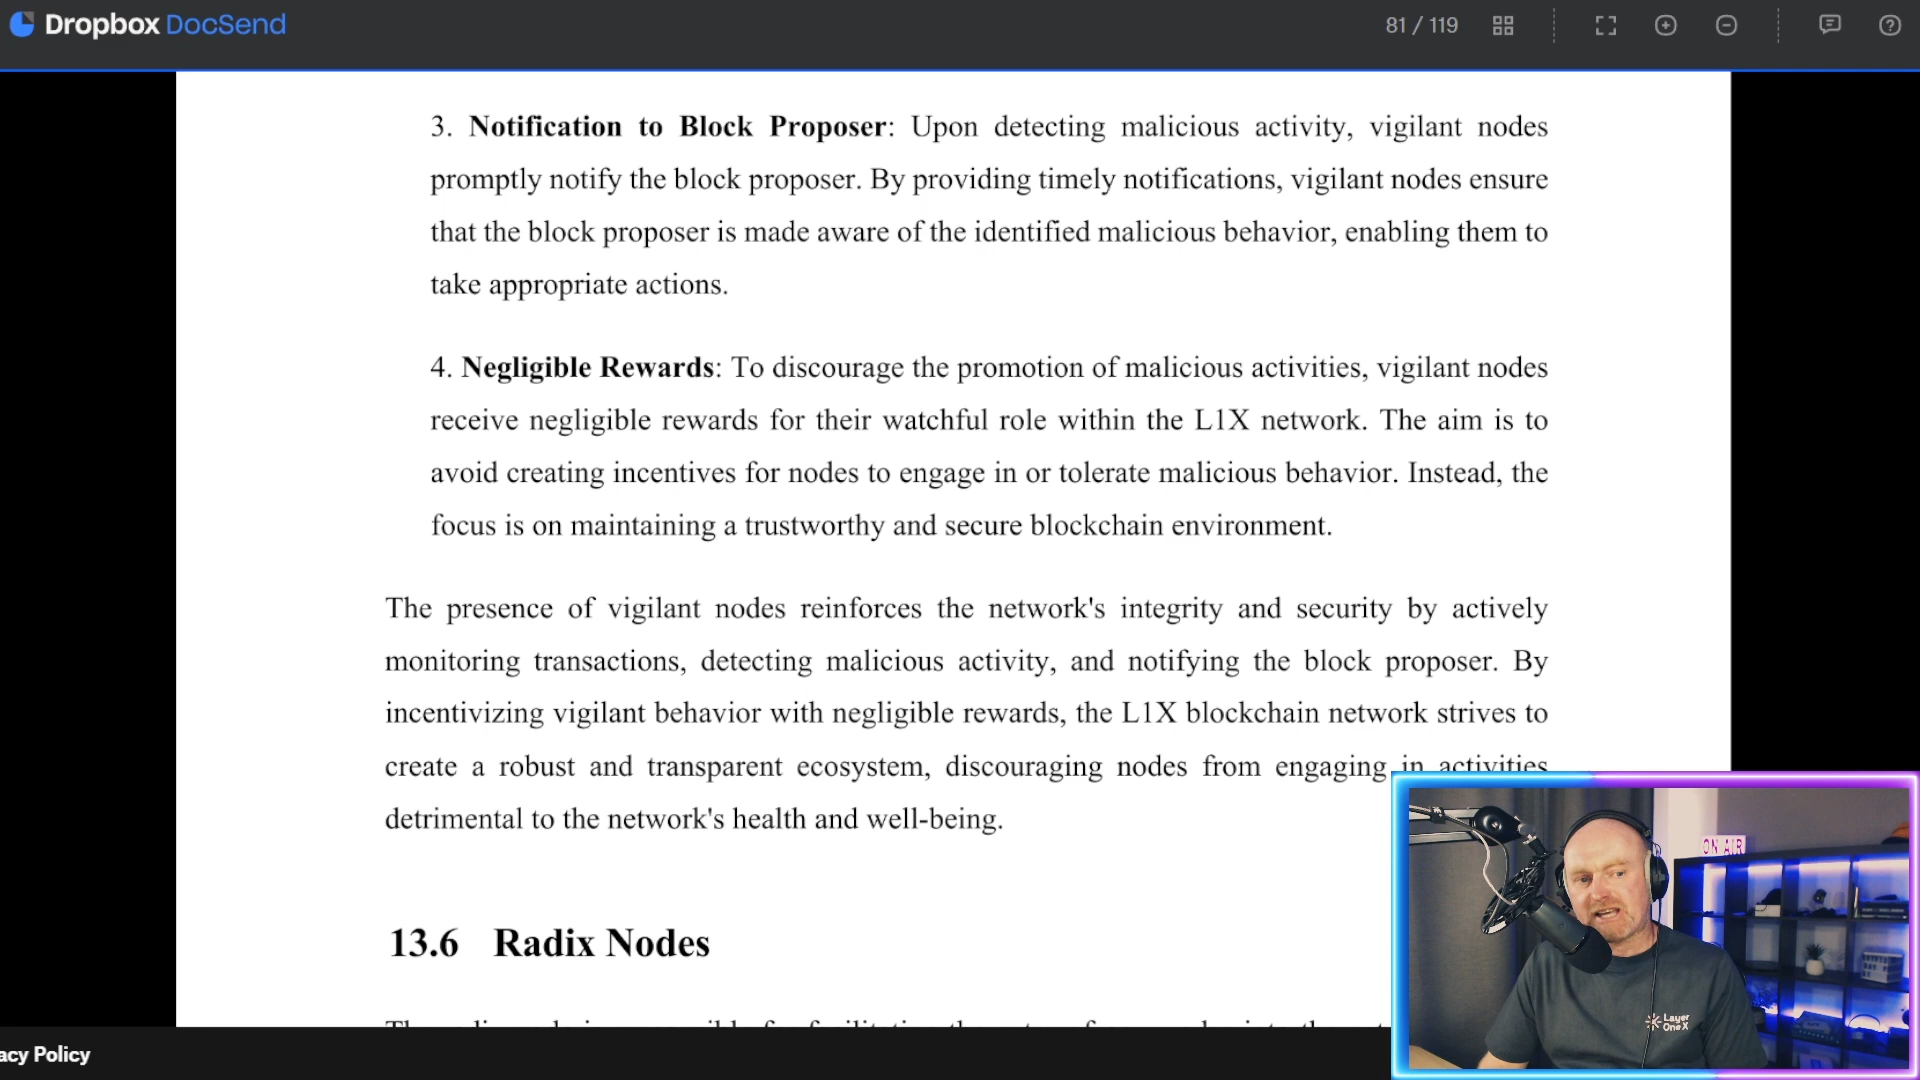 Dropbox DocSend
81 / 119
3. Notification to Block Proposer: Upon detecting malicious activity, vigilant nodes
promptly notify the block proposer. By providing timely notifications, vigilant nodes ensure
that the block proposer is made aware of the identified malicious behavior, enabling them to
take appropriate actions.
4. Negligible Rewards: To discourage the promotion of malicious activities, vigilant nodes
receive negligible rewards for their watchful role within the L1X network. The aim is to
avoid creating incentives for nodes to engage in or tolerate malicious behavior. Instead, the
focus is on maintaining a trustworthy and secure blockchain environment.
The presence of vigilant nodes reinforces the network's integrity and security by actively
monitoring transactions, detecting malicious activity, and notifying the block proposer. By
incentivizing vigilant behavior with negligible rewards, the L1X blockchain network strives to
create a robust and transparent ecosystem, discouraging nodes from engaging in activities
detrimental to the network's health and well-being.
ON AIR
13.6 Radix Nodes
Layer
One X
acy Policy